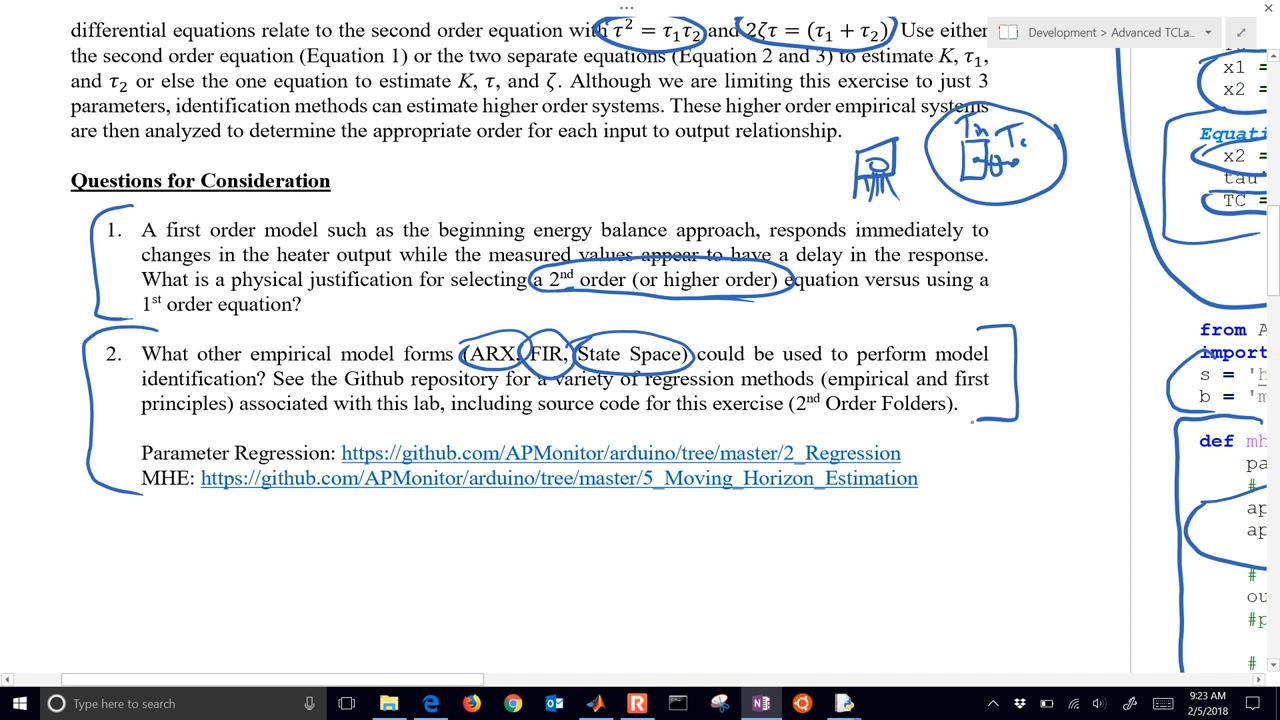 differential equations relate to the second order equation with τ² = τ₁τ₂ and 2ζτ = (τ₁ + τ₂). Use either
the second order equation (Equation 1) or the two separate equations (Equation 2 and 3) to estimate K, τ₁,
and τ₂ or else the one equation to estimate K, τ, and ζ. Although we are limiting this exercise to just 3
parameters, identification methods can estimate higher order systems. These higher order empirical systems
are then analyzed to determine the appropriate order for each input to output relationship.
Questions for Consideration
1. A first order model such as the beginning energy balance approach, responds immediately to
changes in the heater output while the measured values appear to have a delay in the response.
What is a physical justification for selecting a 2nd order (or higher order) equation versus using a
1st order equation?
2. What other empirical model forms (ARX, FIR, State Space) could be used to perform model
identification? See the Github repository for a variety of regression methods (empirical and first
principles) associated with this lab, including source code for this exercise (2nd Order Folders).
Parameter Regression: https://github.com/APMonitor/arduino/tree/master/2_Regression
MHE: https://github.com/APMonitor/arduino/tree/master/5_Moving_Horizon_Estimation
Development > Advanced TCLa...
x1 =
x2 =
Equati
x2 =
tau
TC =
from A
import
s = 'h
b = 'm
def mh
pa
#
ap
ap
#
ou
#p
#
Type here to search
9:23 AM
2/5/2018